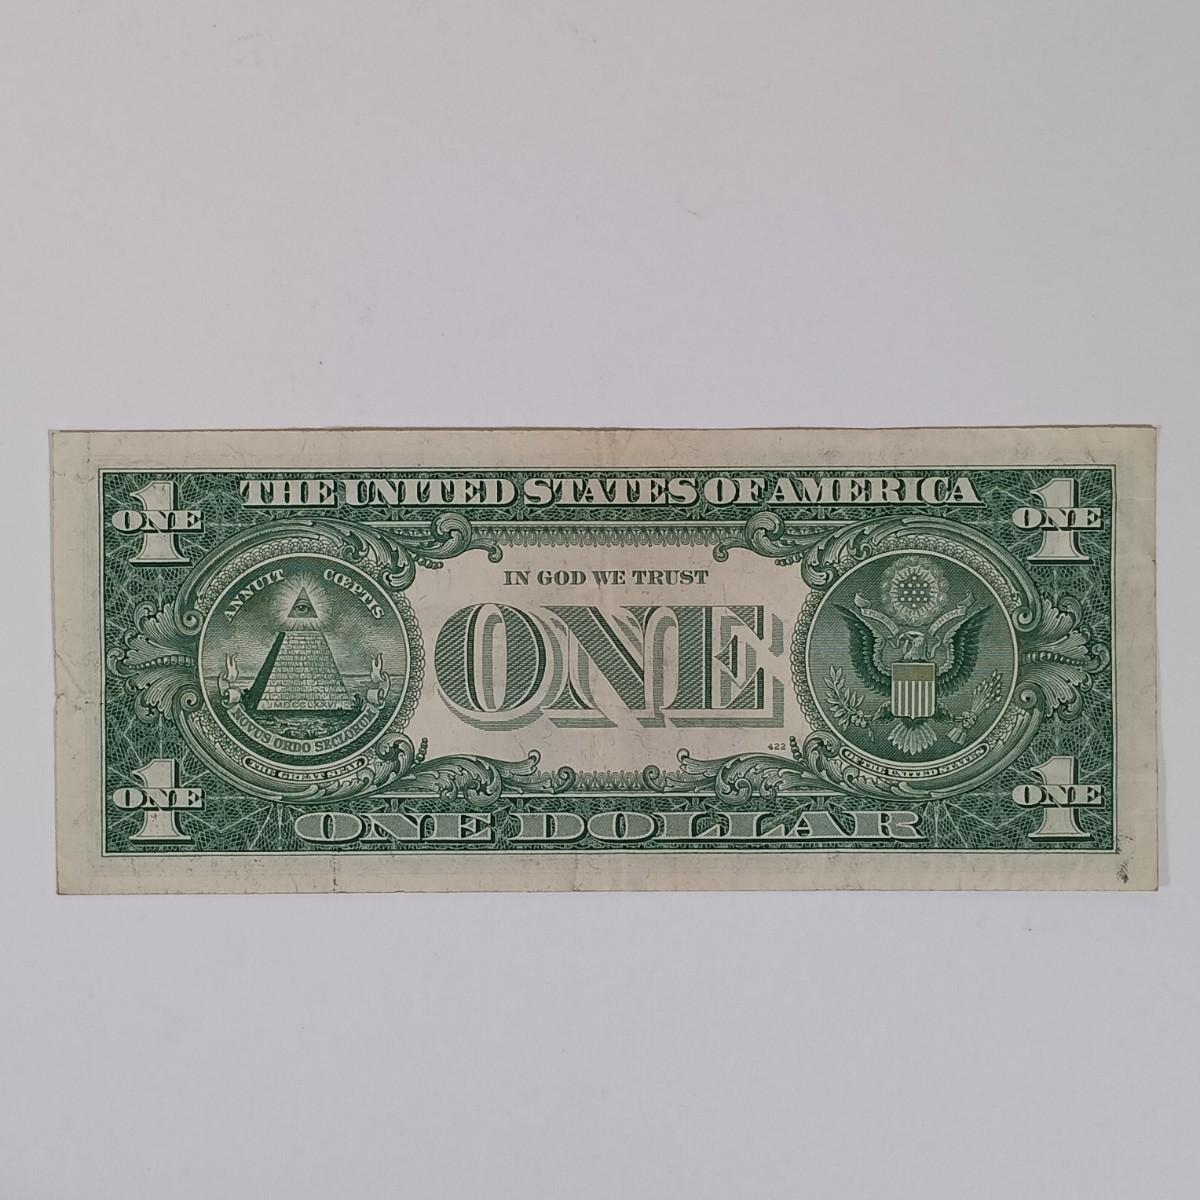 THE UNITED STATES OF AMERICA
1 ONE
1 ONE
ANNUIT CŒPTIS
IN GOD WE TRUST
ONE
MDCCLXXVI
NOVUS ORDO SECLORUM
THE GREAT SEAL
422
OF THE UNITED STATES
1 ONE
1 ONE
ONE DOLLAR